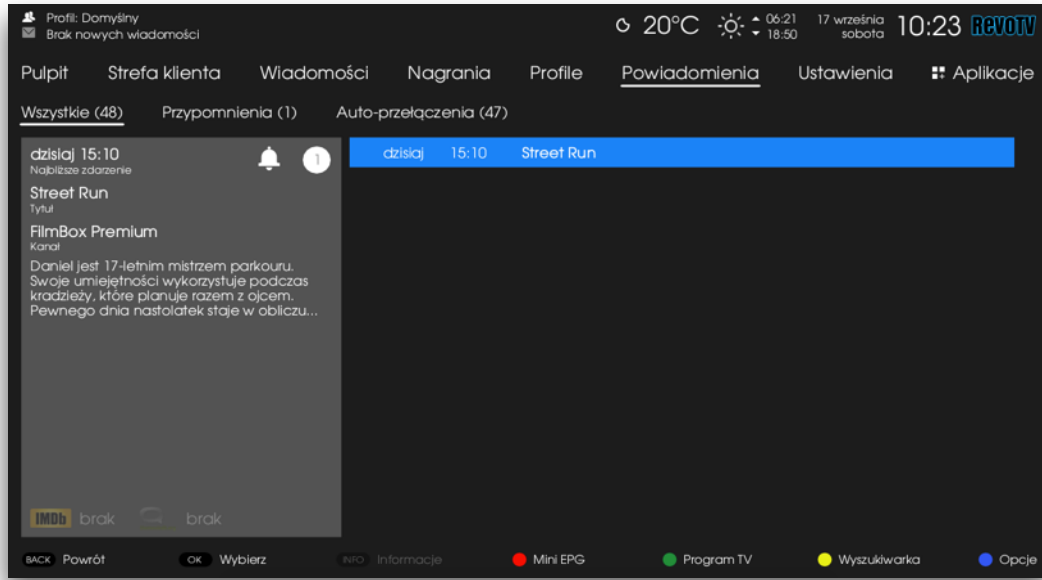 Profil: Domyślny
Brak nowych wiadomości
20°C
06:21
18:50
17 września
sobota
10:23
REVOTV
Pulpit Strefa klienta Wiadomości Nagrania Profile Powiadomienia Ustawienia Aplikacje
Wszystkie (48) Przypomnienia (1) Auto-przełączenia (47)
dzisiaj 15:10
Najbliższe zdarzenie
1
Street Run
Tytuł
FilmBox Premium
Kanał
Daniel jest 17-letnim mistrzem parkouru.
Swoje umiejętności wykorzystuje podczas
kradzieży, które planuje razem z ojcem.
Pewnego dnia nastolatek staje w obliczu...
IMDb brak brak
dzisiaj 15:10 Street Run
BACK Powrót OK Wybierz INFO Informacje Mini EPG Program TV Wyszukiwarka Opcje